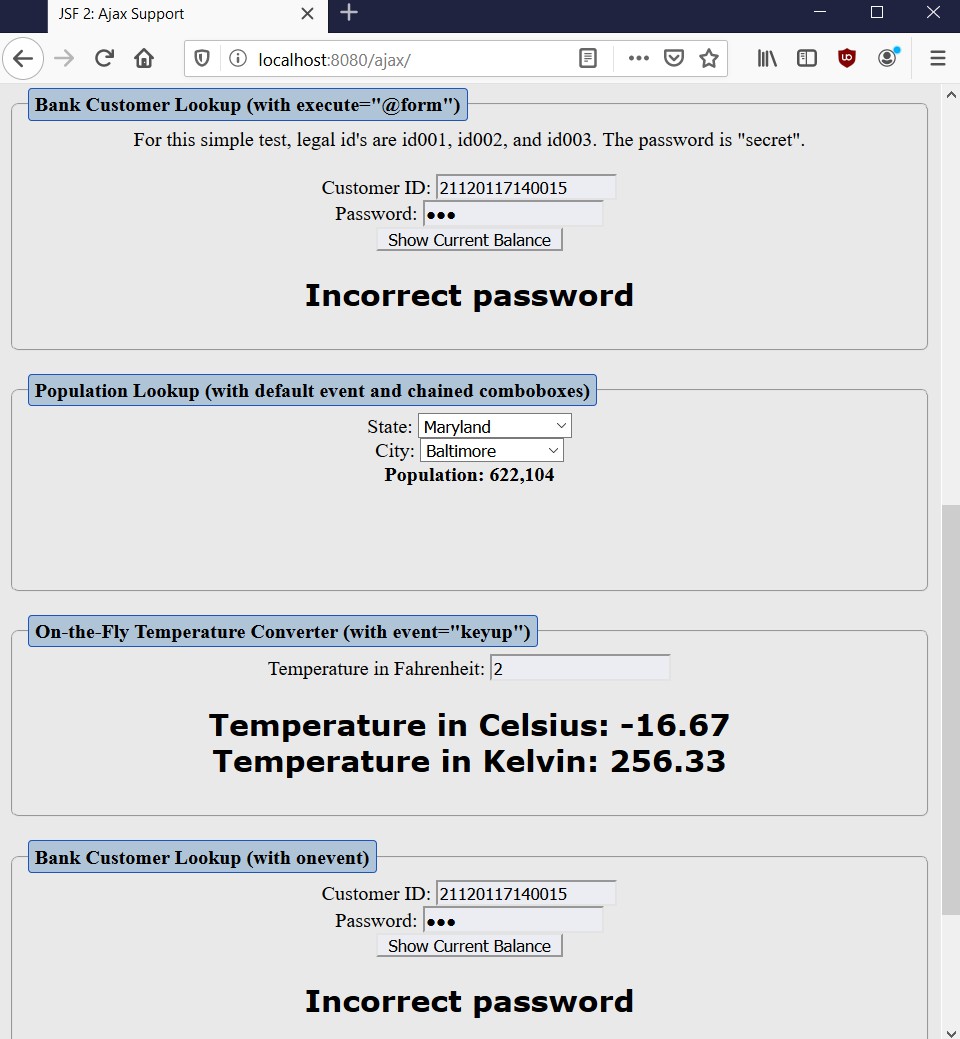 JSF 2: Ajax Support
localhost:8080/ajax/
Bank Customer Lookup (with execute="@form")
For this simple test, legal id's are id001, id002, and id003. The password is "secret".
Customer ID: 21120117140015
Password: •••
Show Current Balance
Incorrect password
Population Lookup (with default event and chained comboboxes)
State: Maryland
City: Baltimore
Population: 622,104
On-the-Fly Temperature Converter (with event="keyup")
Temperature in Fahrenheit: 2
Temperature in Celsius: -16.67
Temperature in Kelvin: 256.33
Bank Customer Lookup (with onevent)
Customer ID: 21120117140015
Password: •••
Show Current Balance
Incorrect password